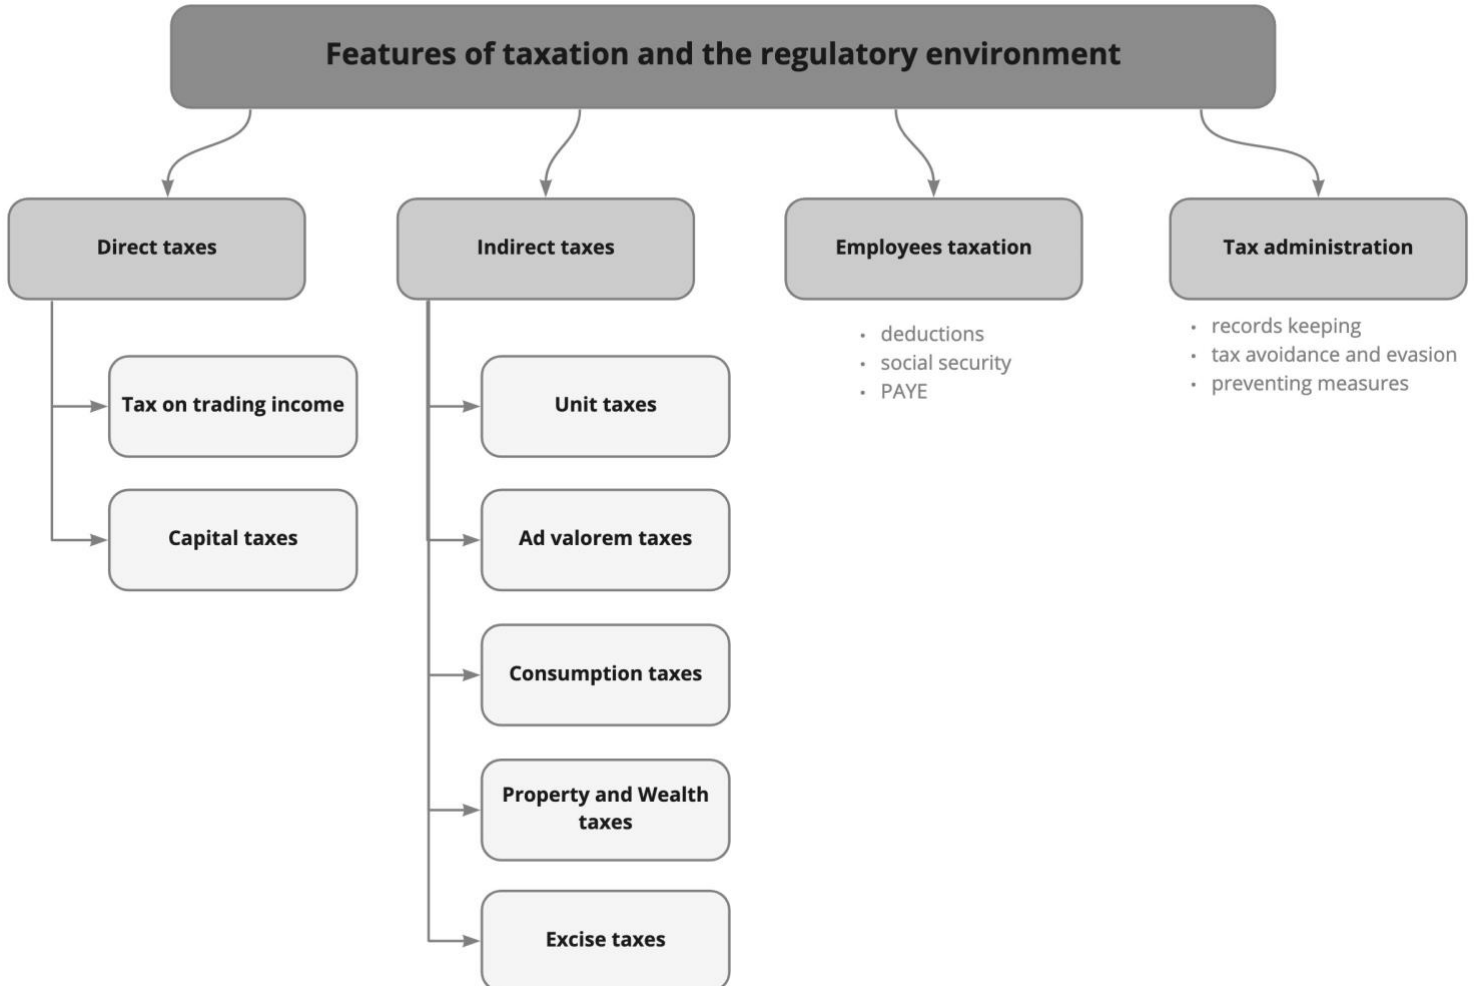 Features of taxation and the regulatory environment
Direct taxes
Indirect taxes
Employees taxation
Tax administration
Tax on trading income
Capital taxes
Unit taxes
Ad valorem taxes
Consumption taxes
Property and Wealth
taxes
Excise taxes
• deductions
• social security
• PAYE
• records keeping
• tax avoidance and evasion
• preventing measures